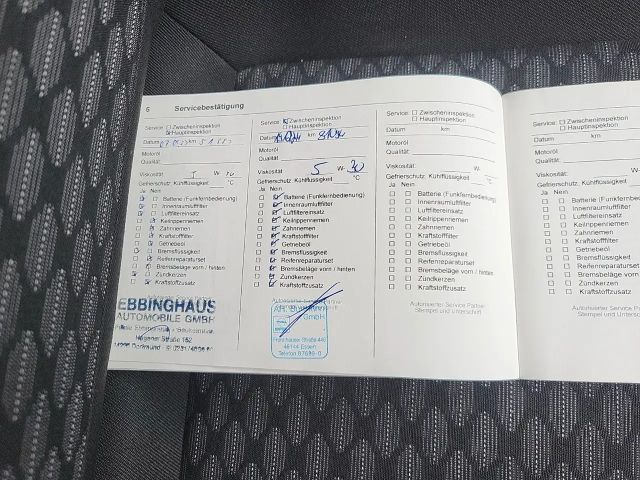 6 Servicebestätigung
Service: ☐ Zwischeninspektion
☒ Hauptinspektion
Datum km
Motoröl
Qualität:
Viskosität: W-
Gefrierschutz, Kühlflüssigkeit °C
Ja Nein
Batterie (Funkfernbedienung)
Innenraumluftfilter
Luftfiltereinsatz
Keilrippenriemen
Zahnriemen
Kraftstofffilter
Getriebeöl
Bremsflüssigkeit
Reifenreparaturset
Bremsbeläge vorn / hinten
Zündkerzen
Kraftstoffzusatz
EBBINGHAUS
AUTOMOBILE GMBH
Service: ☒ Zwischeninspektion
☐ Hauptinspektion
Datum km
Motoröl
Qualität:
Viskosität: 5 W- 30
Gefrierschutz, Kühlflüssigkeit °C
Ja Nein
Batterie (Funkfernbedienung)
Innenraumluftfilter
Luftfiltereinsatz
Keilrippenriemen
Zahnriemen
Kraftstofffilter
Getriebeöl
Bremsflüssigkeit
Reifenreparaturset
Bremsbeläge vorn / hinten
Zündkerzen
Kraftstoffzusatz
GmbH
45144 Essen
Service: ☐ Zwischeninspektion
☐ Hauptinspektion
Datum km
Motoröl
Qualität:
Viskosität: W-
Gefrierschutz, Kühlflüssigkeit °C
Ja Nein
☐ ☐ Batterie (Funkfernbedienung)
☐ ☐ Innenraumluftfilter
☐ ☐ Luftfiltereinsatz
☐ ☐ Keilrippenriemen
☐ ☐ Zahnriemen
☐ ☐ Kraftstofffilter
☐ ☐ Getriebeöl
☐ ☐ Bremsflüssigkeit
☐ ☐ Reifenreparaturset
☐ ☐ Bremsbeläge vorn / hinten
☐ ☐ Zündkerzen
☐ ☐ Kraftstoffzusatz
Autorisierter Service Partner
Stempel und Unterschrift
Service: ☐ Zwischeninspektion
☐ Hauptinspektion
Datum km
Motoröl
Qualität:
Viskosität:
Gefrierschutz, Kühlflüssigkeit
Ja Nein
☐ ☐ Batterie (Funkfernbe
☐ ☐ Innenraumluftfilter
☐ ☐ Luftfiltereinsatz
☐ ☐ Keilrippenriemen
☐ ☐ Zahnriemen
☐ ☐ Kraftstofffilter
☐ ☐ Getriebeöl
☐ ☐ Bremsflüssigkeit
☐ ☐ Reifenreparaturset
☐ ☐ Bremsbeläge vorn
☐ ☐ Zündkerzen
☐ ☐ Kraftstoffzusatz
Autorisierter Service Pa
Stempel und Unters